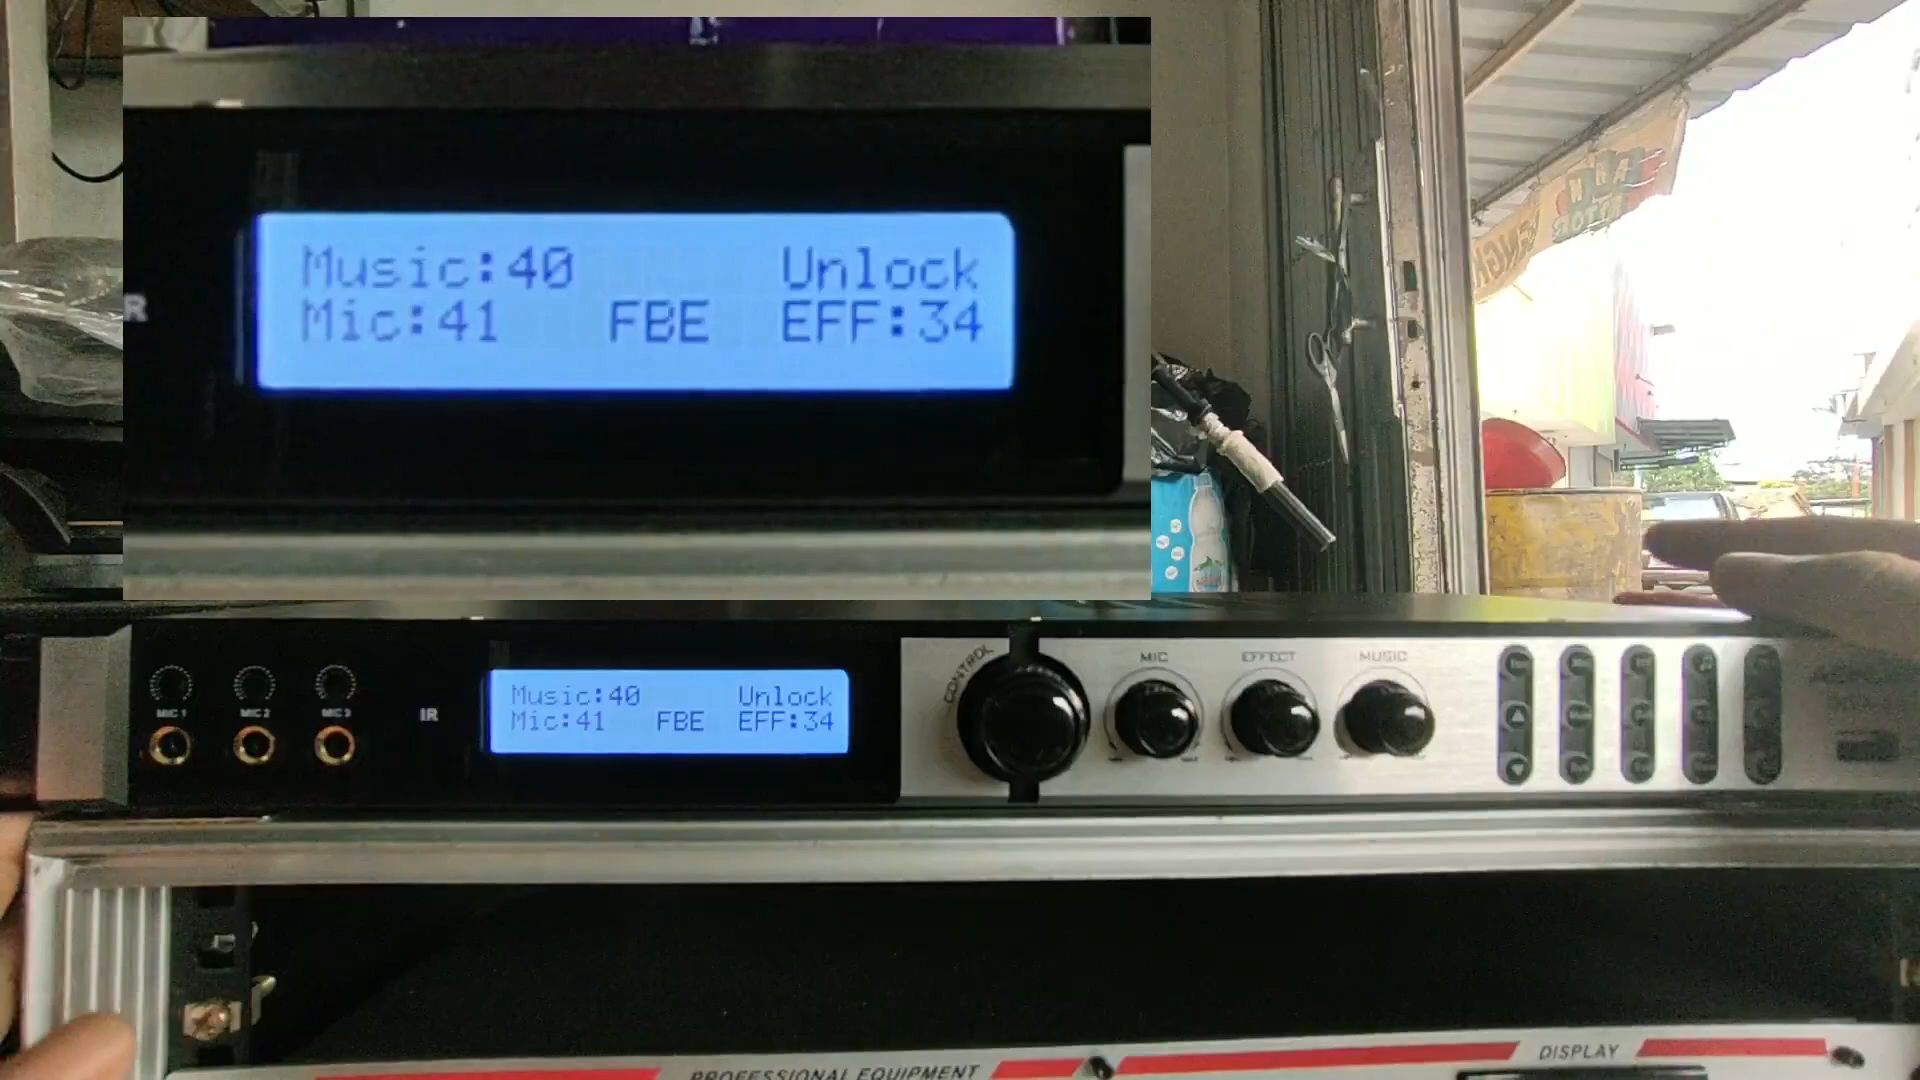 Music:40 Unlock
Mic:41 FBE EFF:34
R
CONTROL
MIC
EFFECT
MUSIC
Music:40 Unlock
Mic:41 FBE EFF:34
MIC 1
MIC 2
MIC 3
IR
PROFESSIONAL EQUIPMENT
DISPLAY